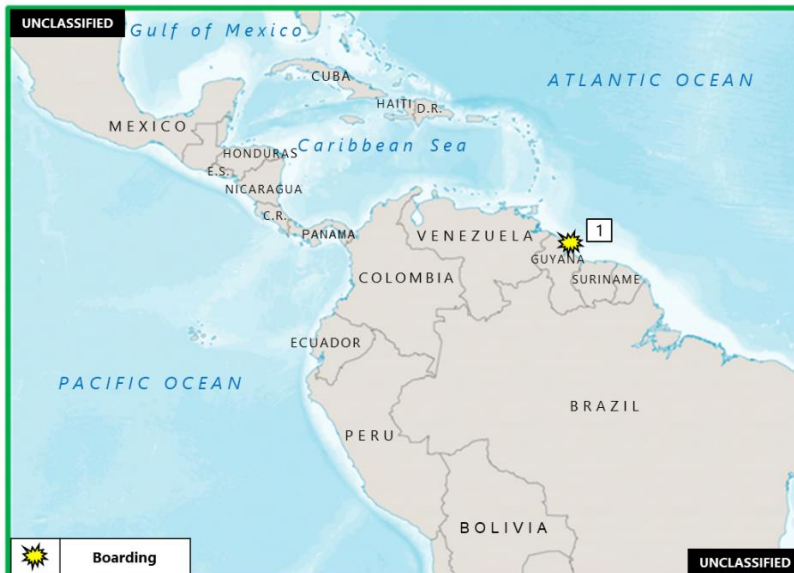 UNCLASSIFIED
Gulf of Mexico
ATLANTIC OCEAN
CUBA
HAITI
D.R.
MEXICO
HONDURAS
Caribbean Sea
E.S.
NICARAGUA
C.R.
PANAMA
VENEZUELA
1
GUYANA
COLOMBIA
SURINAME
ECUADOR
PACIFIC OCEAN
BRAZIL
PERU
BOLIVIA
Boarding
UNCLASSIFIED